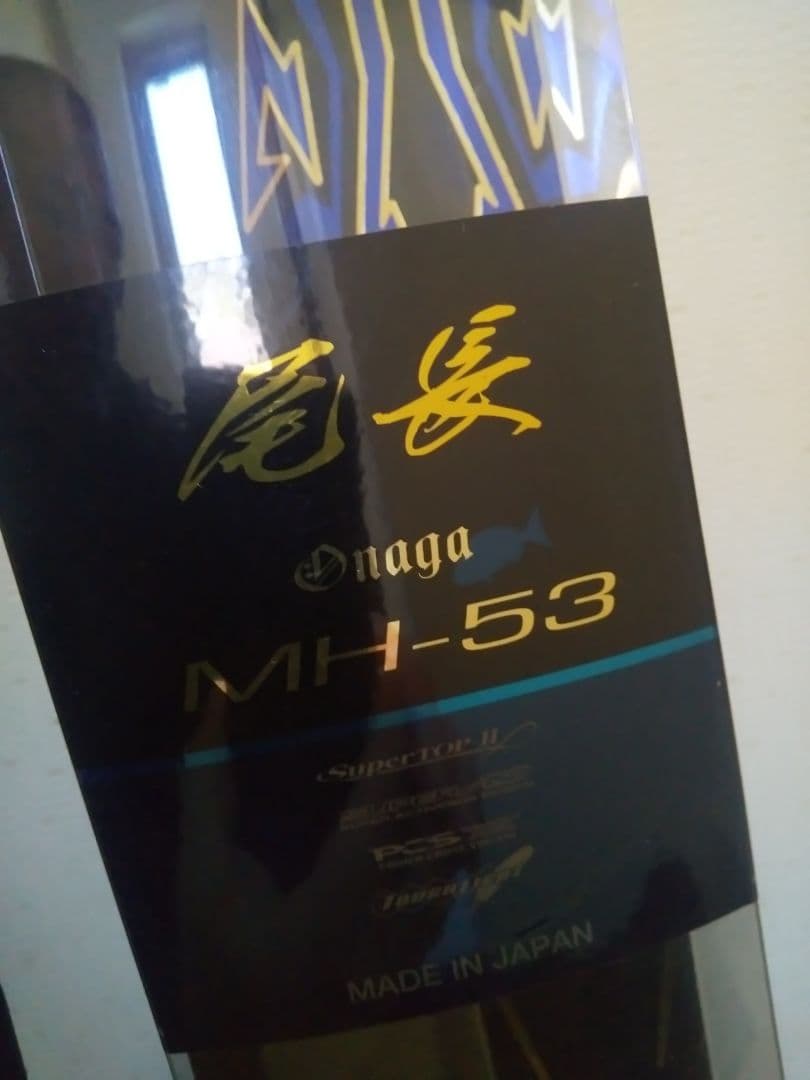 尾長
Onaga
MH-53
SuperTOP II
PCS
MADE IN JAPAN